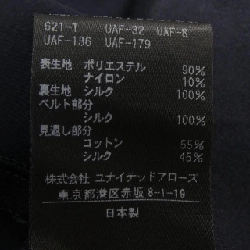 621-T UAF-32 UAF-8
UAF-136 UAF-179
表生地 ポリエステル 90%
ナイロン 10%
裏生地 シルク 100%
ベルト部分
シルク 100%
見返し部分
コットン 55%
シルク 45%
株式会社 ユナイテッドアローズ
東京都港区赤坂8-1-19
日本製